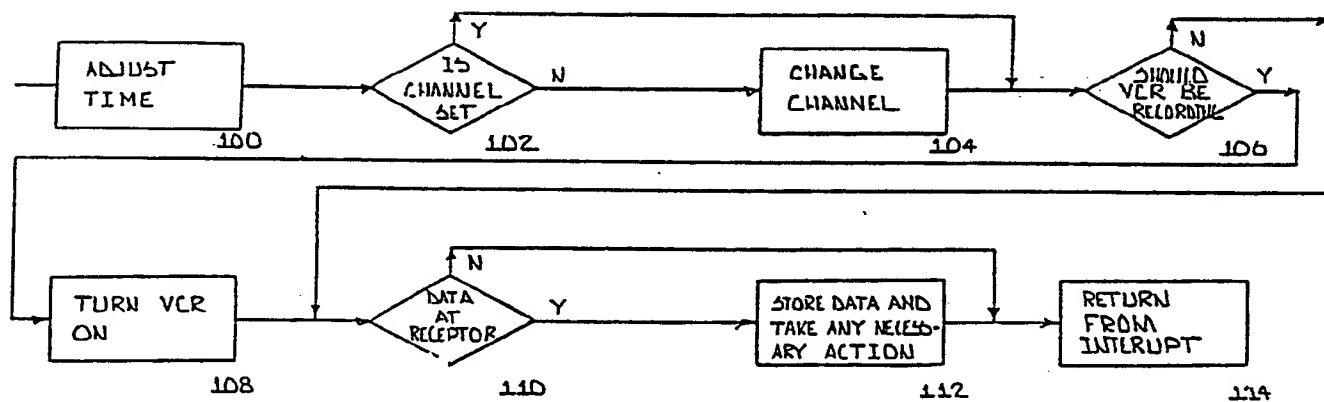 ADJUST
TIME
100
Y
IS
CHANNEL
SET
102
N
CHANGE
CHANNEL
104
N
SHOULD
VCR BE
RECORDING
Y
106
TURN VCR
ON
108
N
DATA
AT
RECEPTOR
Y
110
STORE DATA AND
TAKE ANY NECESS-
ARY ACTION
112
RETURN
FROM
INTERUPT
114